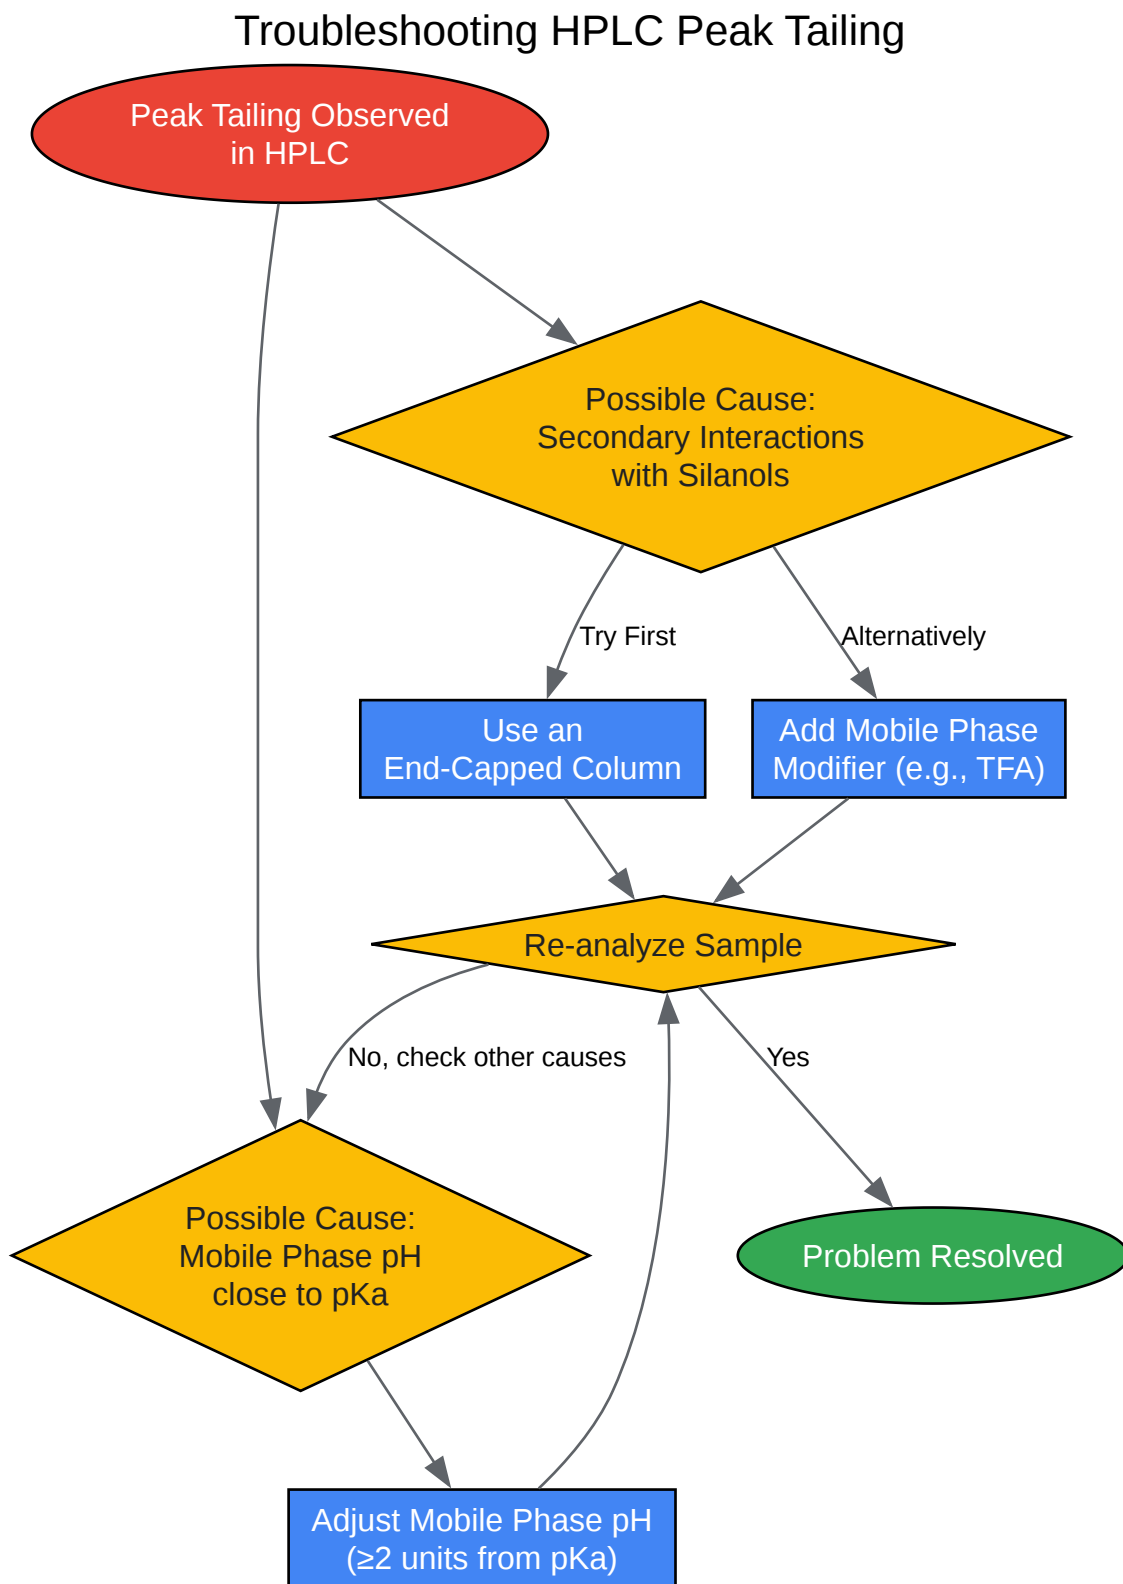 Troubleshooting HPLC Peak Tailing
Peak Tailing Observed
in HPLC
Possible Cause:
Secondary Interactions
with Silanols
Try First
Alternatively
Use an
End-Capped Column
Add Mobile Phase
Modifier (e.g., TFA)
Re-analyze Sample
No, check other causes
Yes
Possible Cause:
Mobile Phase pH
close to pKa
Problem Resolved
Adjust Mobile Phase pH
(≥2 units from pKa)